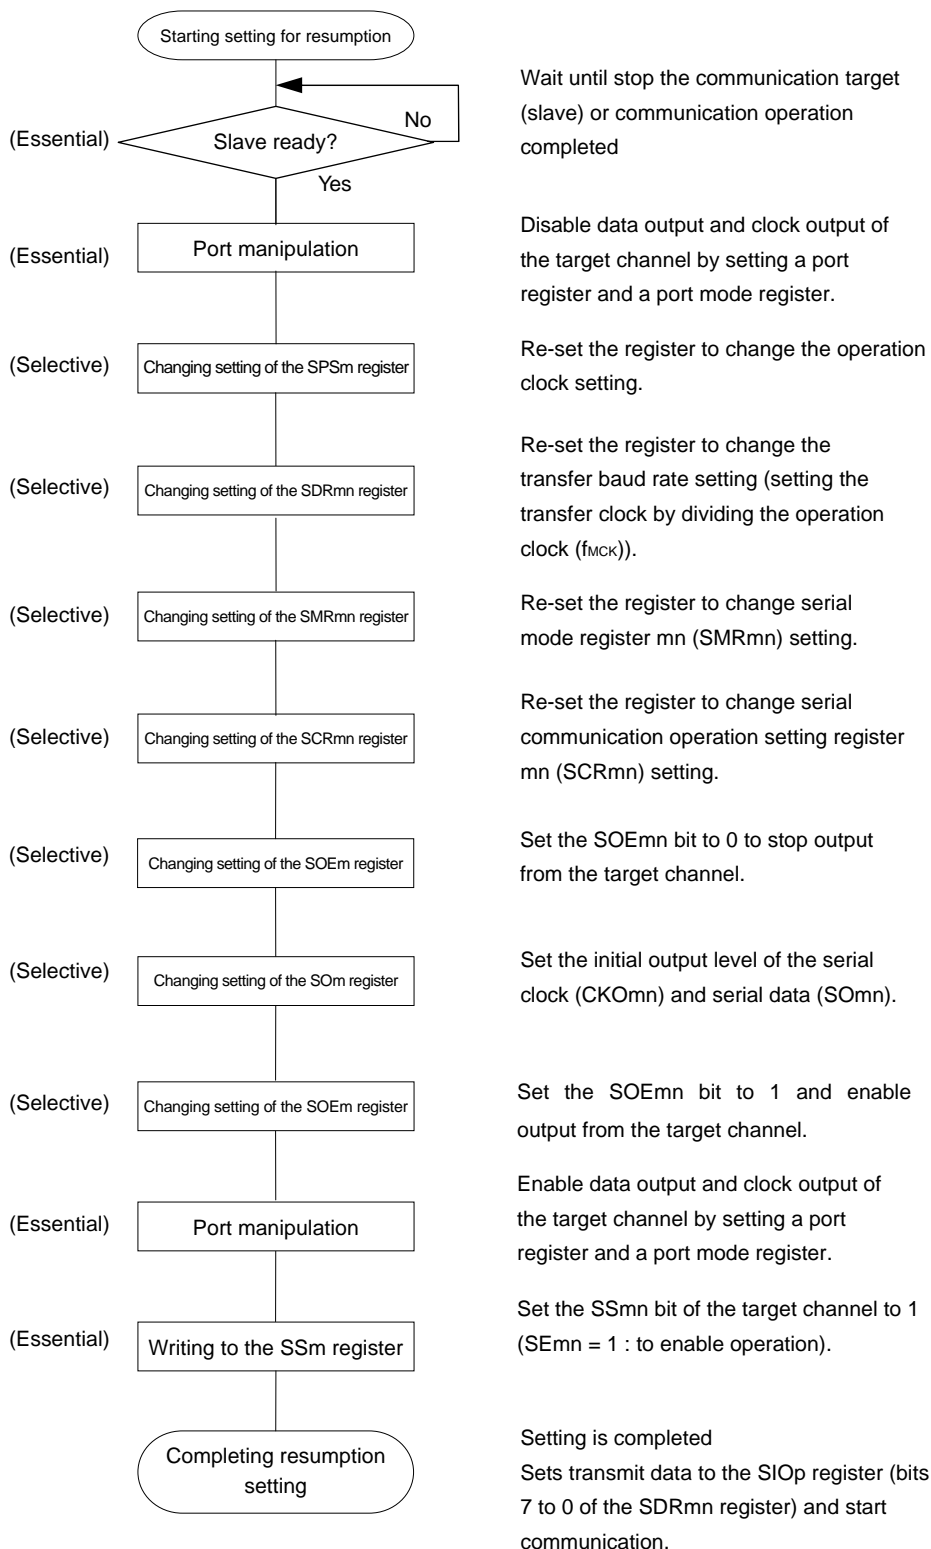 Starting setting for resumption
Wait until stop the communication target
(slave) or communication operation
completed
No
(Essential)
Slave ready?
Yes
Disable data output and clock output of
the target channel by setting a port
register and a port mode register.
(Essential)
Port manipulation
Re-set the register to change the operation
clock setting.
(Selective)
Changing setting of the SPSm register
Re-set the register to change the
transfer baud rate setting (setting the
transfer clock by dividing the operation
clock (fMCK)).
(Selective)
Changing setting of the SDRmn register
Re-set the register to change serial
mode register mn (SMRmn) setting.
(Selective)
Changing setting of the SMRmn register
Re-set the register to change serial
communication operation setting register
mn (SCRmn) setting.
(Selective)
Changing setting of the SCRmn register
Set the SOEmn bit to 0 to stop output
from the target channel.
(Selective)
Changing setting of the SOEm register
Set the initial output level of the serial
clock (CKOmn) and serial data (SOmn).
(Selective)
Changing setting of the SOm register
Set the SOEmn bit to 1 and enable
output from the target channel.
(Selective)
Changing setting of the SOEm register
Enable data output and clock output of
the target channel by setting a port
register and a port mode register.
(Essential)
Port manipulation
Set the SSmn bit of the target channel to 1
(SEmn = 1 : to enable operation).
(Essential)
Writing to the SSm register
Completing resumption
setting
Setting is completed
Sets transmit data to the SIOp register (bits
7 to 0 of the SDRmn register) and start
communication.